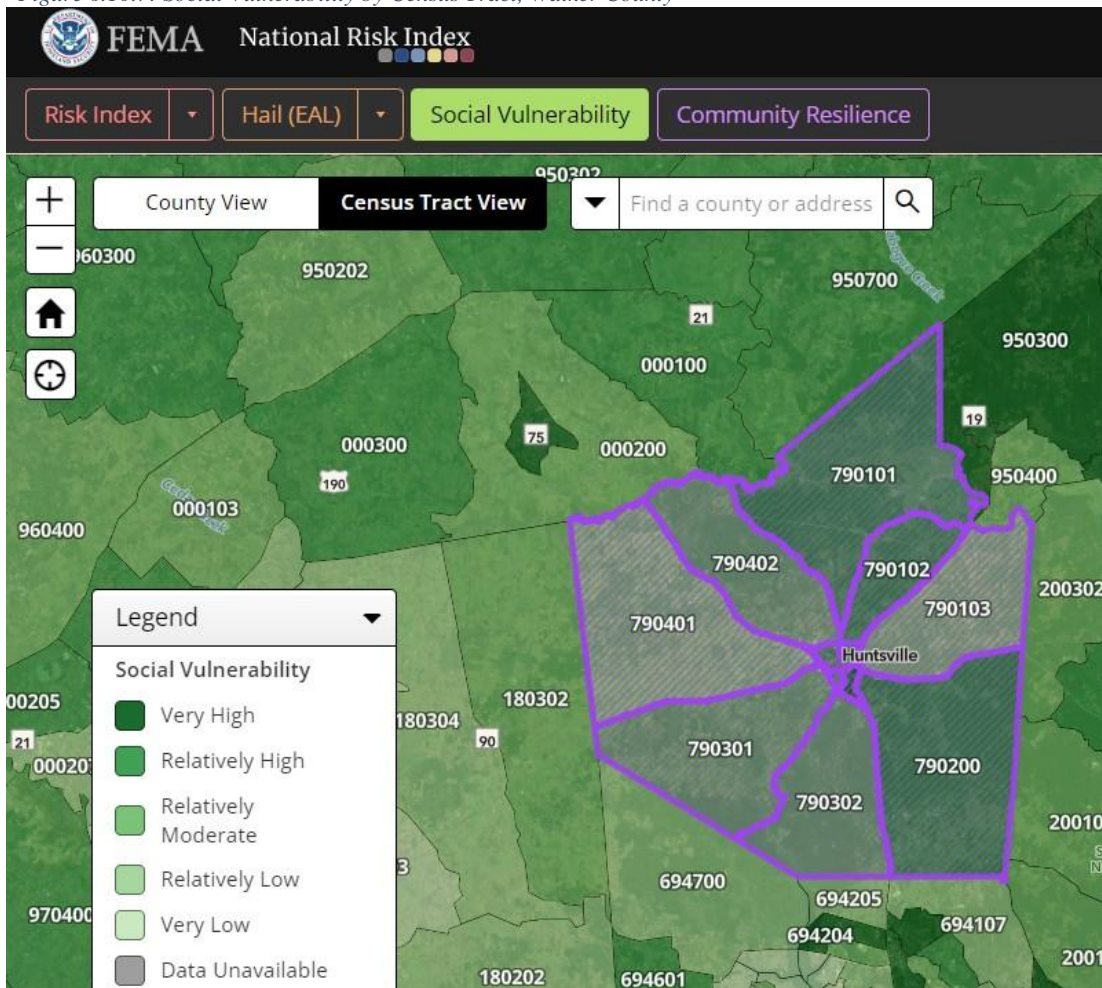 FEMA National Risk Index
Risk Index Hail (EAL) Social Vulnerability Community Resilience
950302
+ County View Census Tract View Find a county or address
−
960300
950202
950700
21
950300
000100
19
75
000300
000200
790101
190
950400
000103
960400
790402
790102
200302
790103
790401
Legend
Huntsville
Social Vulnerability
180302
00205
Very High
180304
21
90
790301
Relatively High
790200
Relatively
Moderate
790302
694700
Relatively Low
694205
970400
Very Low
694107
694204
Data Unavailable
180202
694601